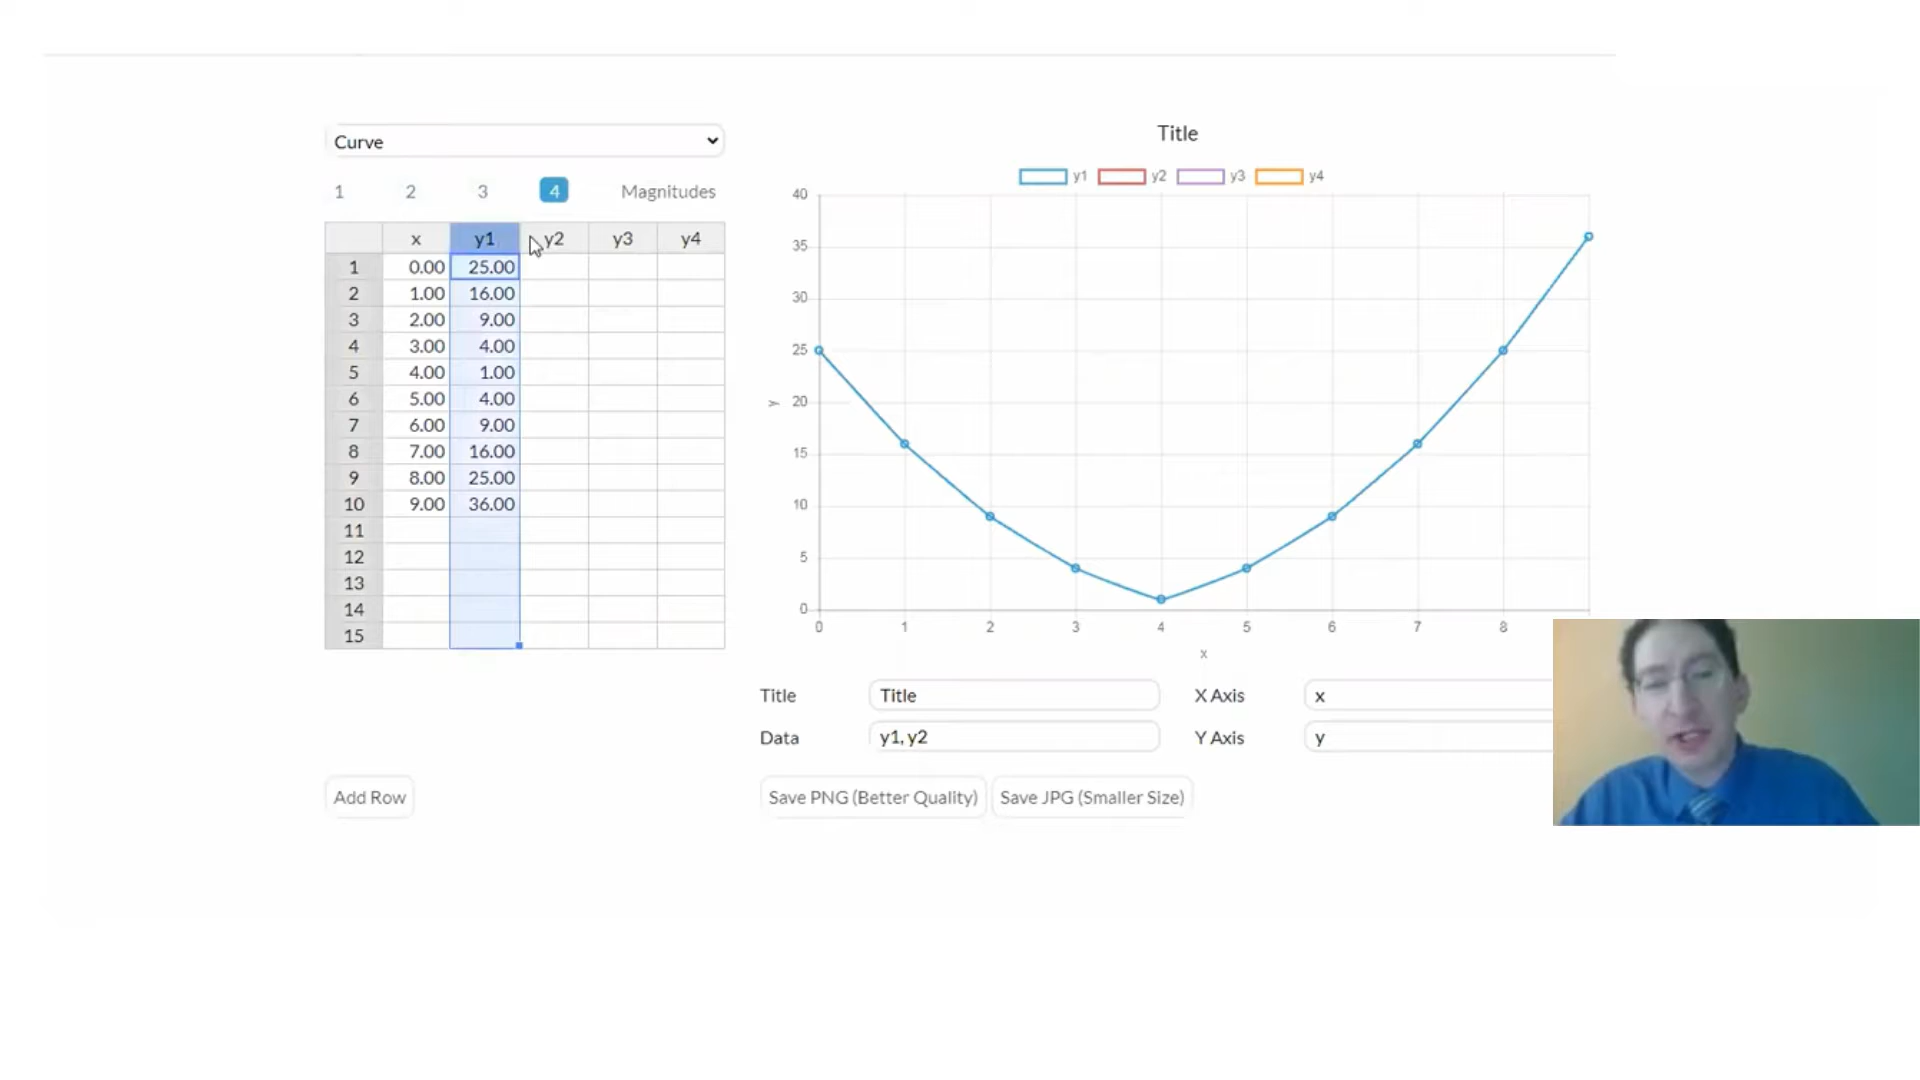 Curve
1 2 3 4 Magnitudes
x y1 y2 y3 y4
1 0.00 25.00
2 1.00 16.00
3 2.00 9.00
4 3.00 4.00
5 4.00 1.00
6 5.00 4.00
7 6.00 9.00
8 7.00 16.00
9 8.00 25.00
10 9.00 36.00
11
12
13
14
15
Add Row
Title
y1 y2 y3 y4
40
35
30
25
20
15
10
5
0
y
0 1 2 3 4 5 6 7 8
x
Title Title X Axis x
Data y1, y2 Y Axis y
Save PNG (Better Quality) Save JPG (Smaller Size)